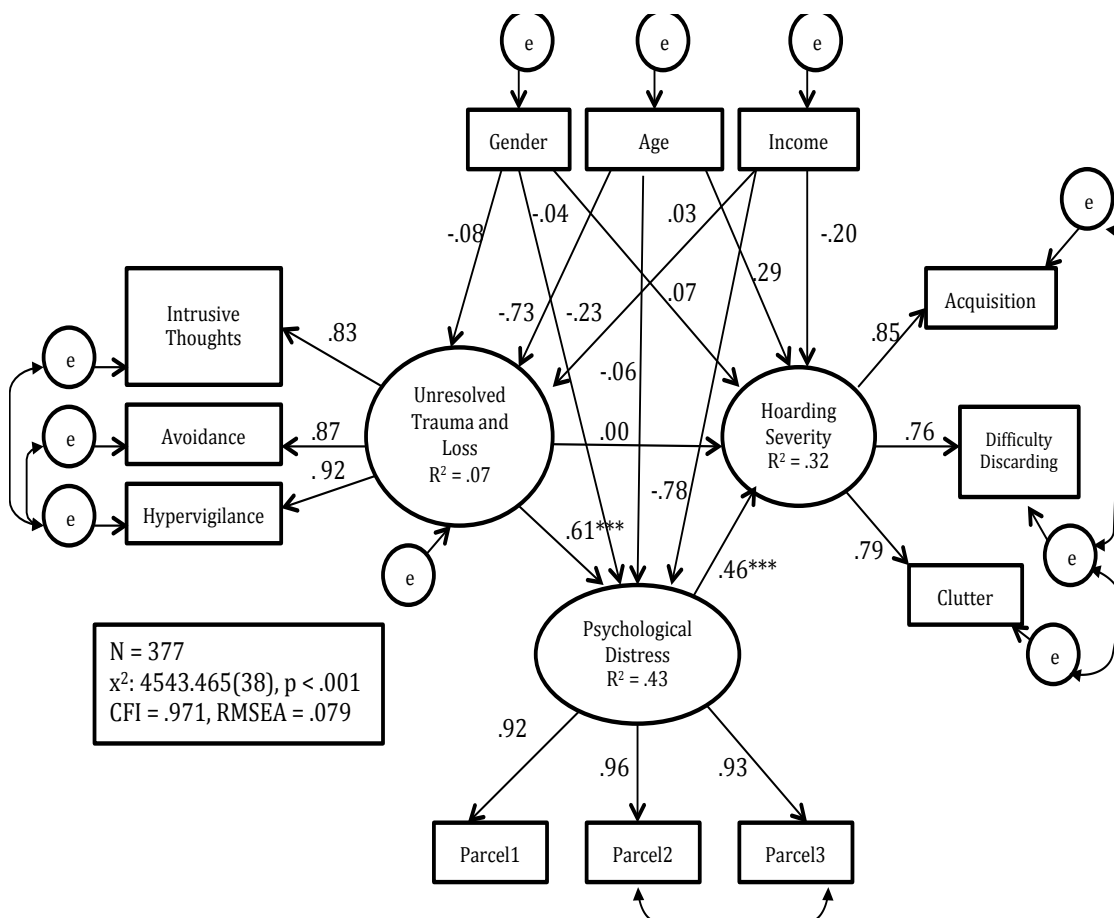 e
e
e
Gender
Age
Income
e
-.08
-.04
.03
-.20
Acquisition
Intrusive
Thoughts
.83
-.73
-.23
.07
.29
.85
e
-.06
Unresolved
Trauma and
Loss
R² = .07
Hoarding
Severity
R² = .32
e
Avoidance
.87
.00
.76
Difficulty
Discarding
.92
e
Hypervigilance
-.78
.61***
.46***
.79
e
e
Clutter
e
Psychological
Distress
R² = .43
N = 377
x²: 4543.465(38), p < .001
CFI = .971, RMSEA = .079
.92
.96
.93
Parcel1
Parcel2
Parcel3